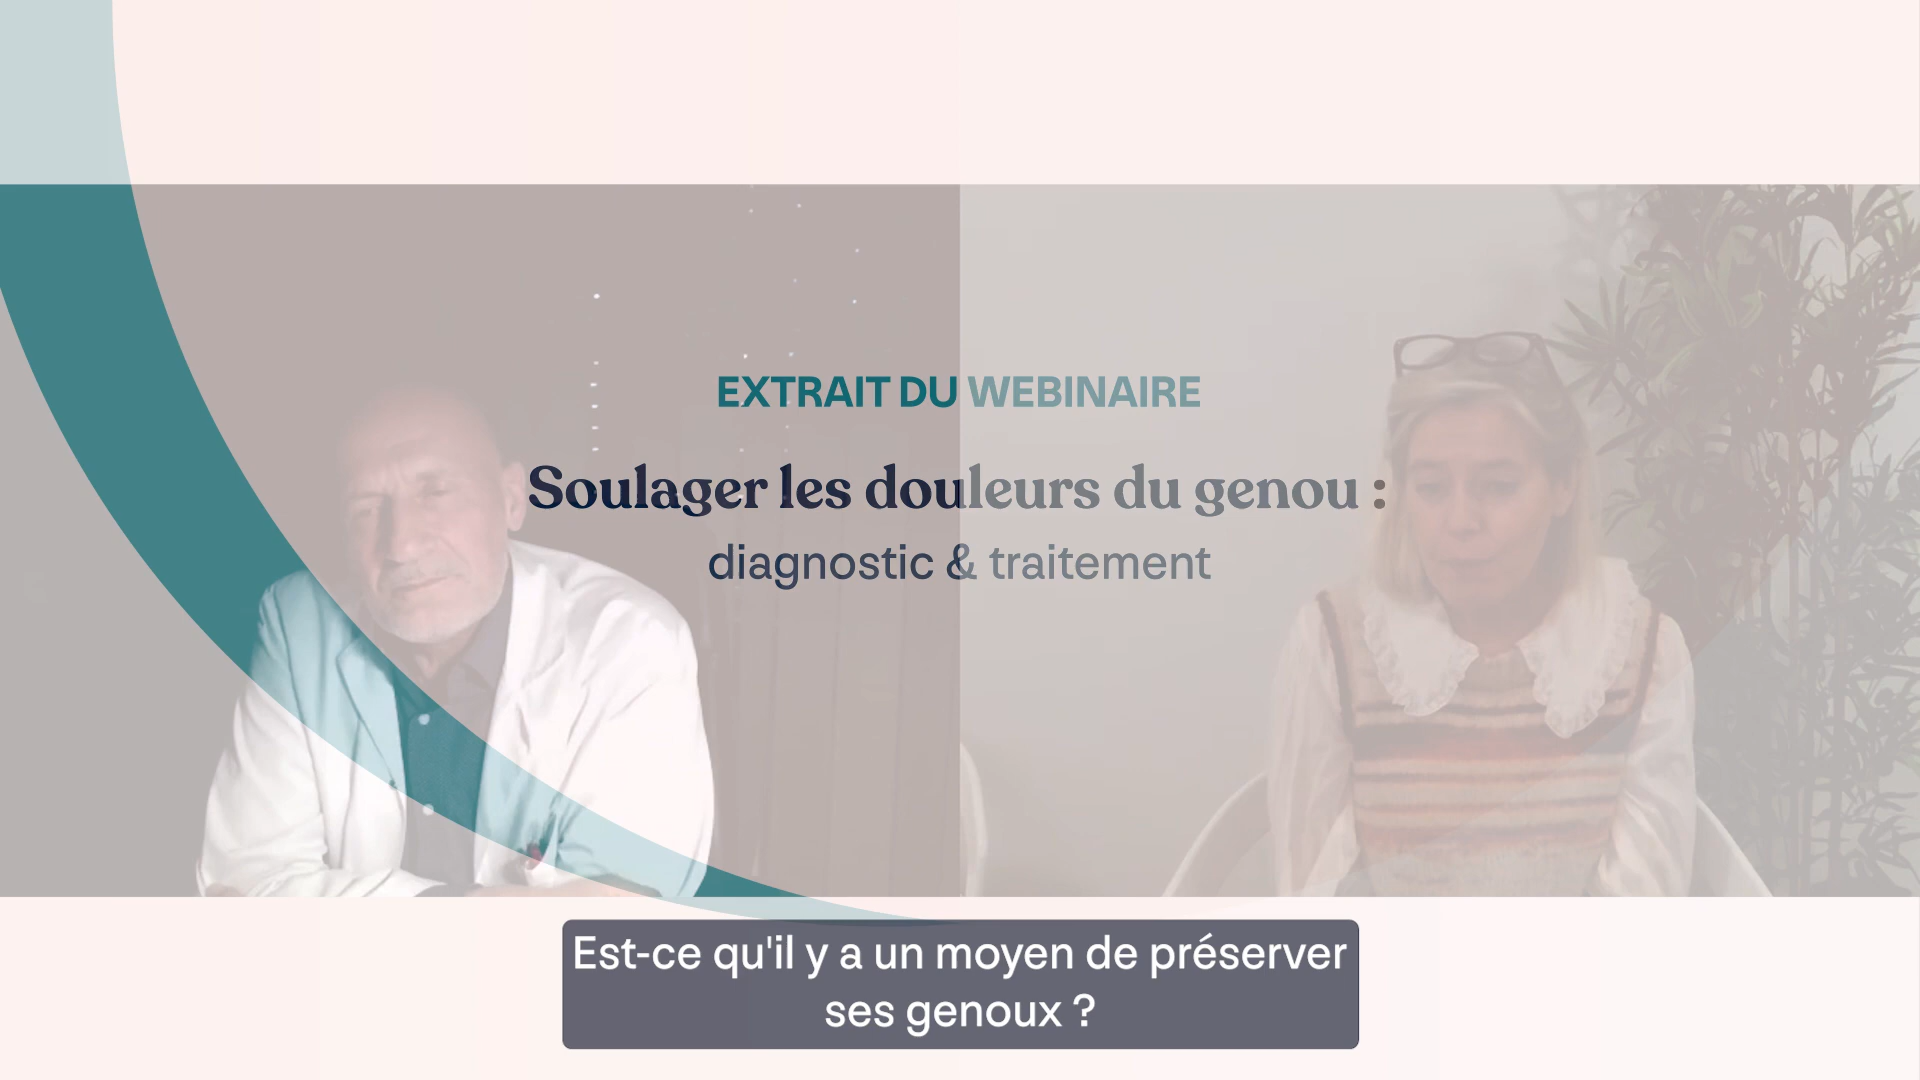 EXTRAIT DU WEBINAIRE
Soulager les douleurs du genou :
diagnostic & traitement
Est-ce qu'il y a un moyen de préserver
ses genoux ?